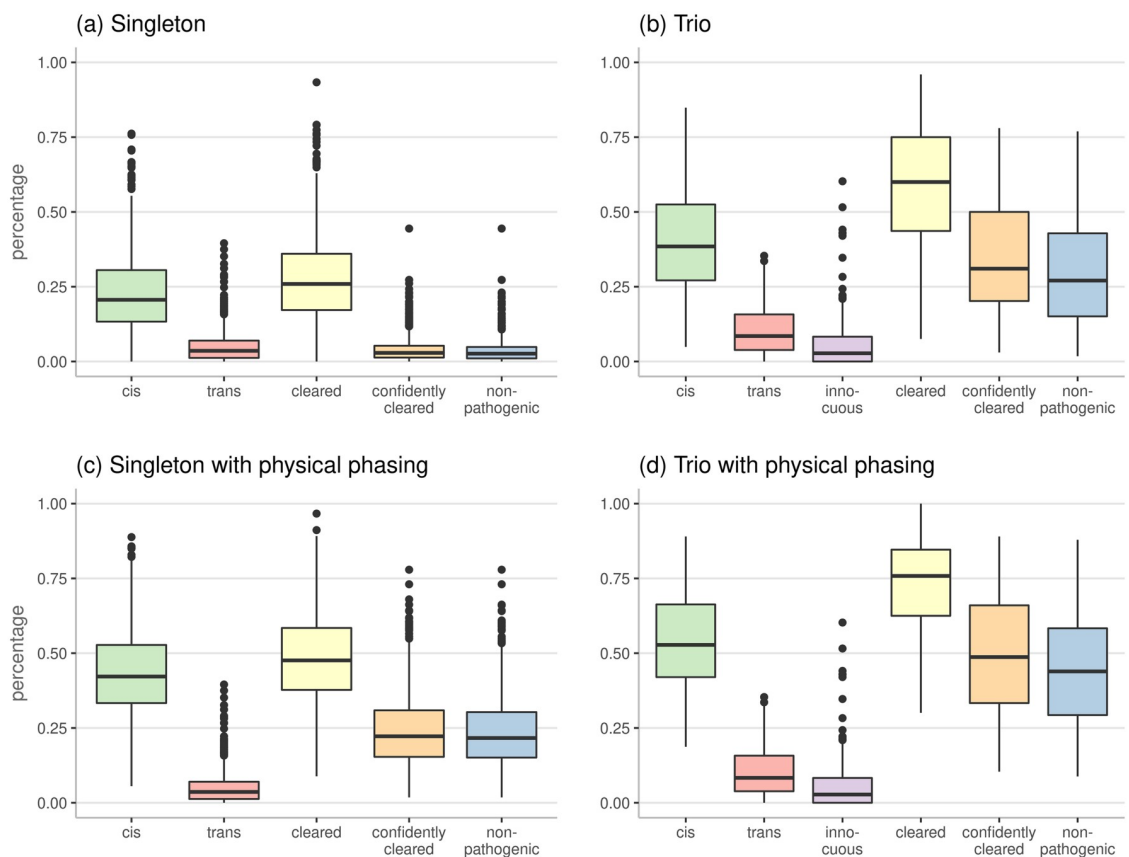 (a) Singleton
percentage
1.00
0.75
0.50
0.25
0.00
cis trans cleared confidently cleared non-pathogenic
(b) Trio
1.00
0.75
0.50
0.25
0.00
cis trans inno-cuous cleared confidently cleared non-pathogenic
(c) Singleton with physical phasing
percentage
1.00
0.75
0.50
0.25
0.00
cis trans cleared confidently cleared non-pathogenic
(d) Trio with physical phasing
1.00
0.75
0.50
0.25
0.00
cis trans inno-cuous cleared confidently cleared non-pathogenic